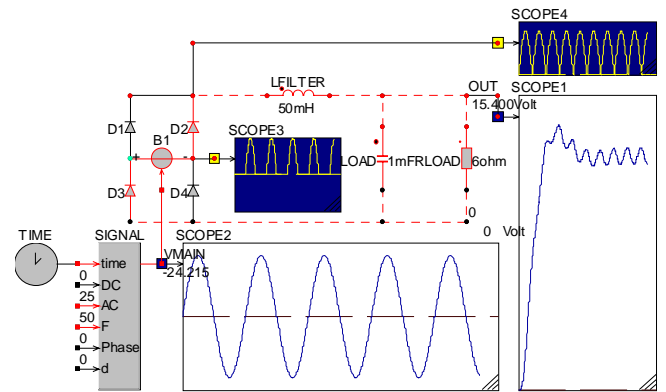 SCOPE4
LFILTER
50mH
OUT
15.400Volt
SCOPE1
D1
B1
D2
SCOPE3
+
-
LOAD
1mF
RLOAD
6ohm
D3
D4
0
0 Volt
TIME
SIGNAL
SCOPE2
VMAIN
-24.215
time
0
DC
25
AC
50
F
0
Phase
0
d